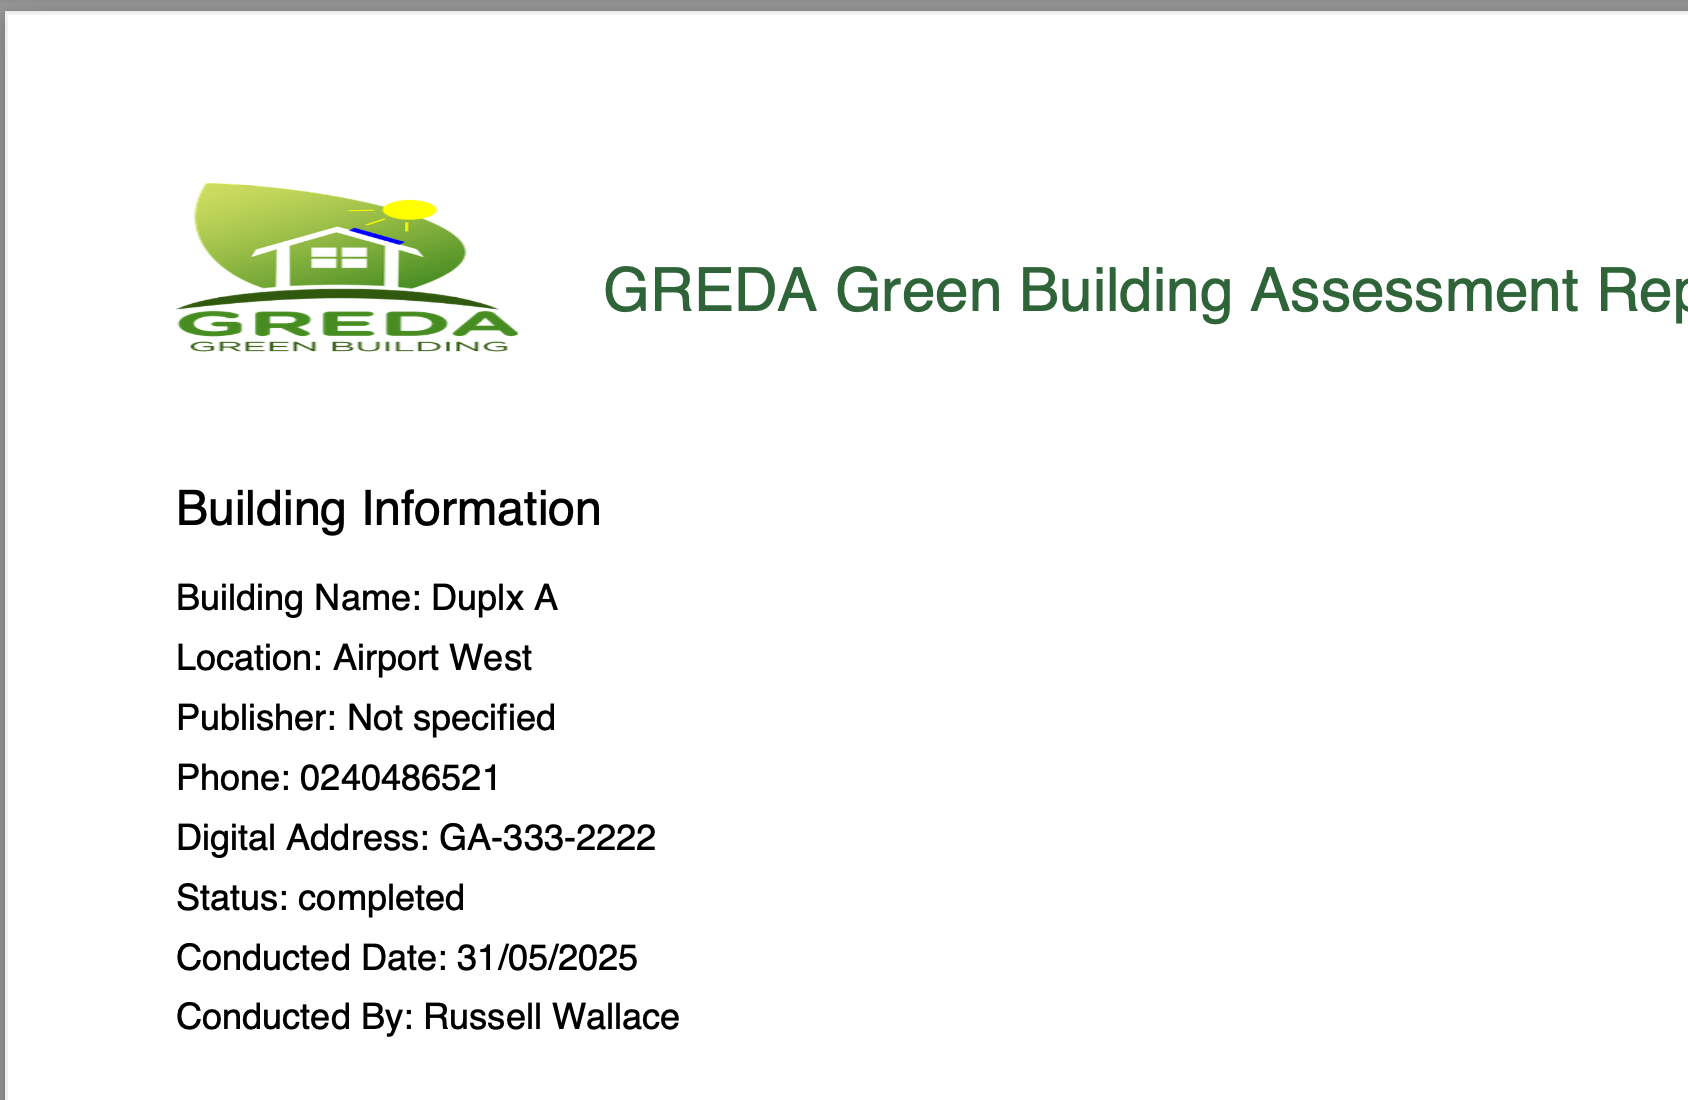 GREDA
GREEN BUILDING
GREDA Green Building Assessment Rep
Building Information
Building Name: Duplx A
Location: Airport West
Publisher: Not specified
Phone: 0240486521
Digital Address: GA-333-2222
Status: completed
Conducted Date: 31/05/2025
Conducted By: Russell Wallace